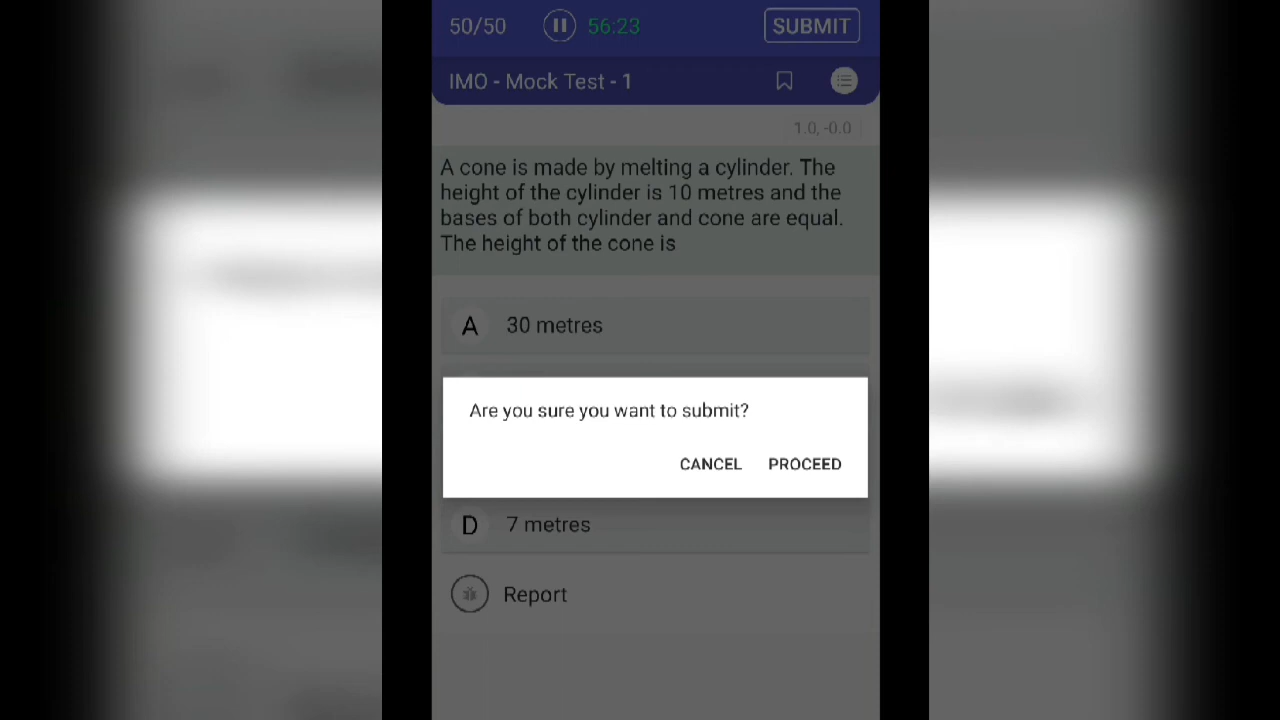 50/50 56:23 SUBMIT
IMO - Mock Test - 1
1.0, -0.0
A cone is made by melting a cylinder. The
height of the cylinder is 10 metres and the
bases of both cylinder and cone are equal.
The height of the cone is
A 30 metres
Are you sure you want to submit?
CANCEL PROCEED
D 7 metres
Report